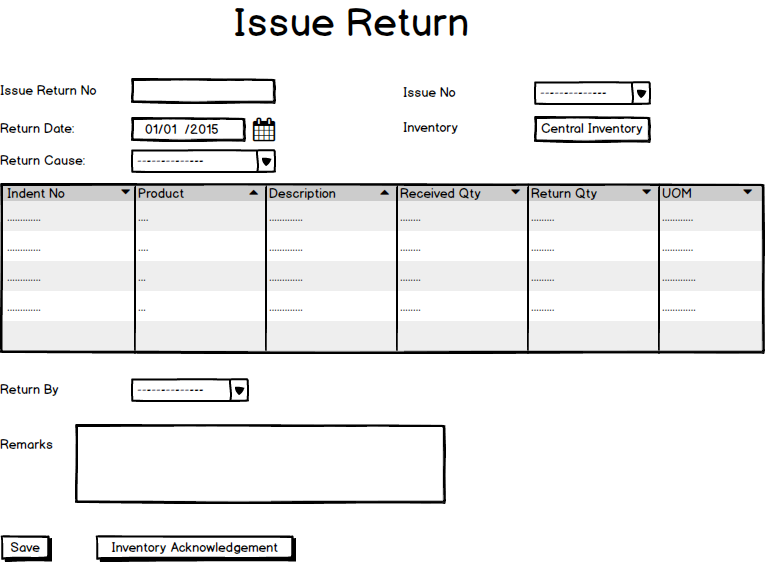 Issue Return
Issue Return No
Issue No --------------
Return Date: 01/01 /2015
Inventory Central Inventory
Return Cause: --------------
Indent No Product Description Received Qty Return Qty UOM
............. .... ............. ........ ......... ............
............. .... ............. ........ ......... ............
............. ... ............. ........ ......... .............
............. ... ............. ........ ......... .............
Return By --------------
Remarks
Save Inventory Acknowledgement